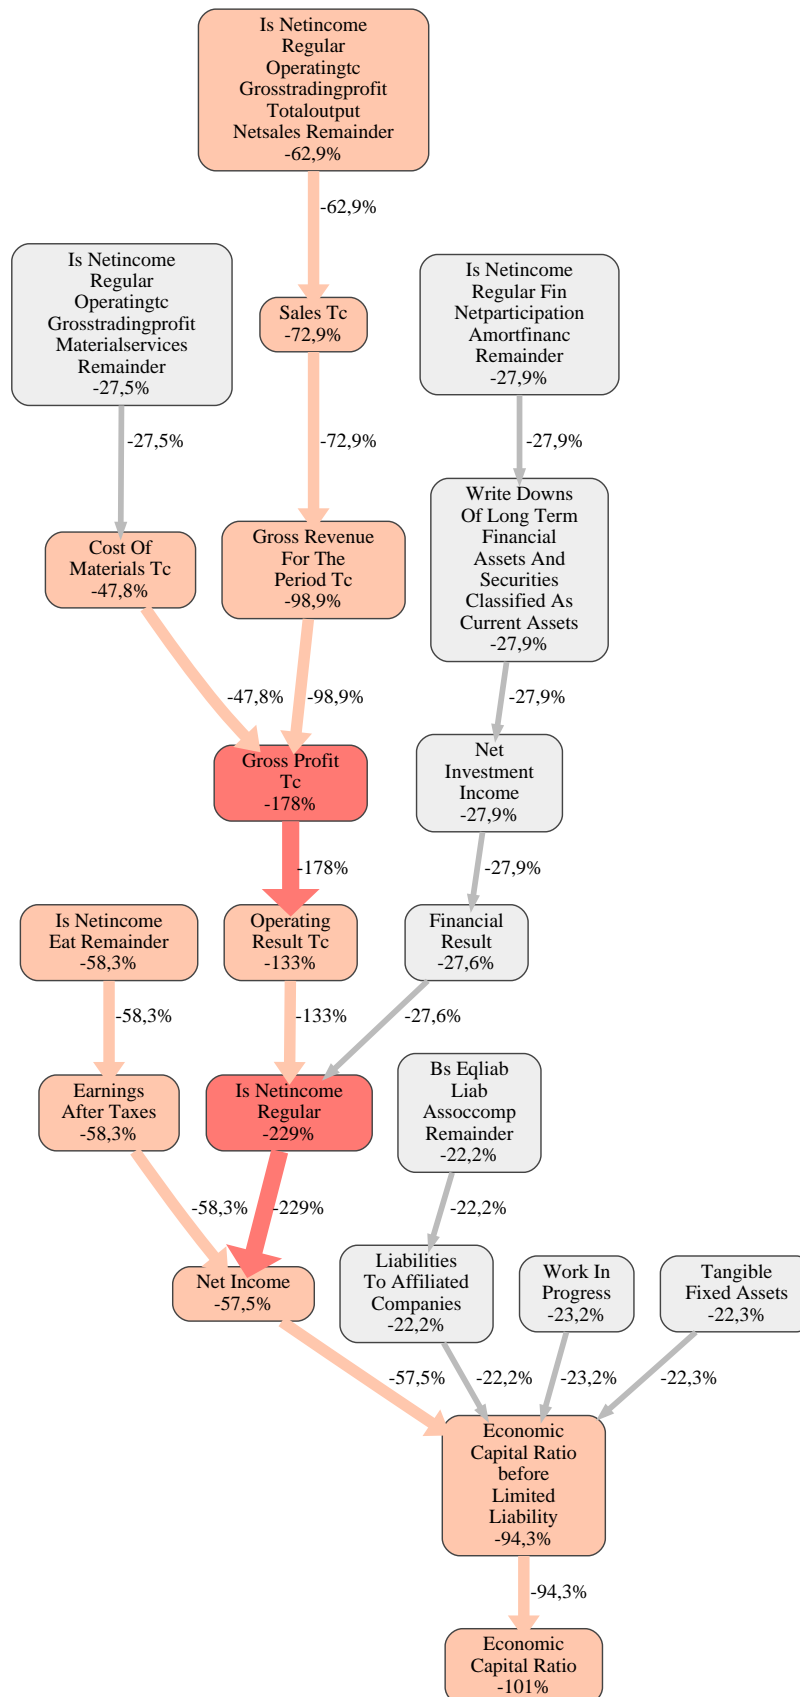 Is Netincome
Regular
Operatingtc
Grosstradingprofit
Totaloutput
Netsales Remainder
-62,9%
-62,9%
Is Netincome
Regular
Operatingtc
Grosstradingprofit
Materialservices
Remainder
-27,5%
Is Netincome
Regular Fin
Netparticipation
Amortfinanc
Remainder
-27,9%
Sales Tc
-72,9%
-27,5%
-72,9%
-27,9%
Write Downs
Of Long Term
Financial
Assets And
Securities
Classified As
Current Assets
-27,9%
Cost Of
Materials Tc
-47,8%
Gross Revenue
For The
Period Tc
-98,9%
-47,8%
-98,9%
-27,9%
Gross Profit
Tc
-178%
Net
Investment
Income
-27,9%
-178%
-27,9%
Is Netincome
Eat Remainder
-58,3%
Operating
Result Tc
-133%
Financial
Result
-27,6%
-58,3%
-133%
-27,6%
Earnings
After Taxes
-58,3%
Is Netincome
Regular
-229%
Bs Eqliab
Liab
Assoccomp
Remainder
-22,2%
-58,3%
-229%
-22,2%
Net Income
-57,5%
Liabilities
To Affiliated
Companies
-22,2%
Work In
Progress
-23,2%
Tangible
Fixed Assets
-22,3%
-57,5%
-22,2%
-23,2%
-22,3%
Economic
Capital Ratio
before
Limited
Liability
-94,3%
-94,3%
Economic
Capital Ratio
-101%